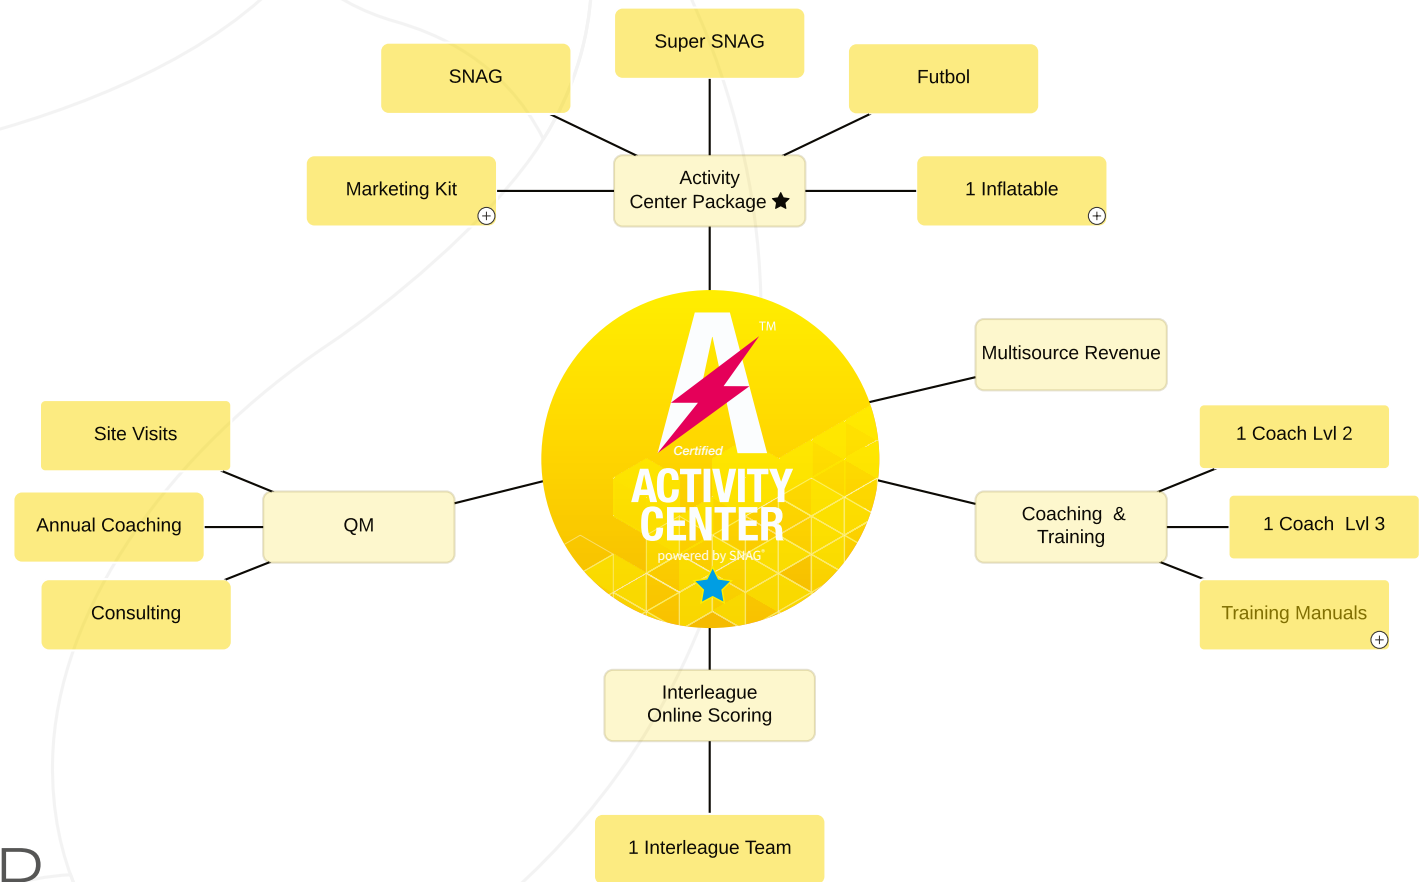 Super SNAG
SNAG
Futbol
Marketing Kit
Activity
Center Package
1 Inflatable
TM
Certified
ACTIVITY
CENTER
powered by SNAG®
Multisource Revenue
Site Visits
Annual Coaching
QM
Consulting
1 Coach Lvl 2
Coaching  &
Training
1 Coach  Lvl 3
Training Manuals
Interleague
Online Scoring
1 Interleague Team
D